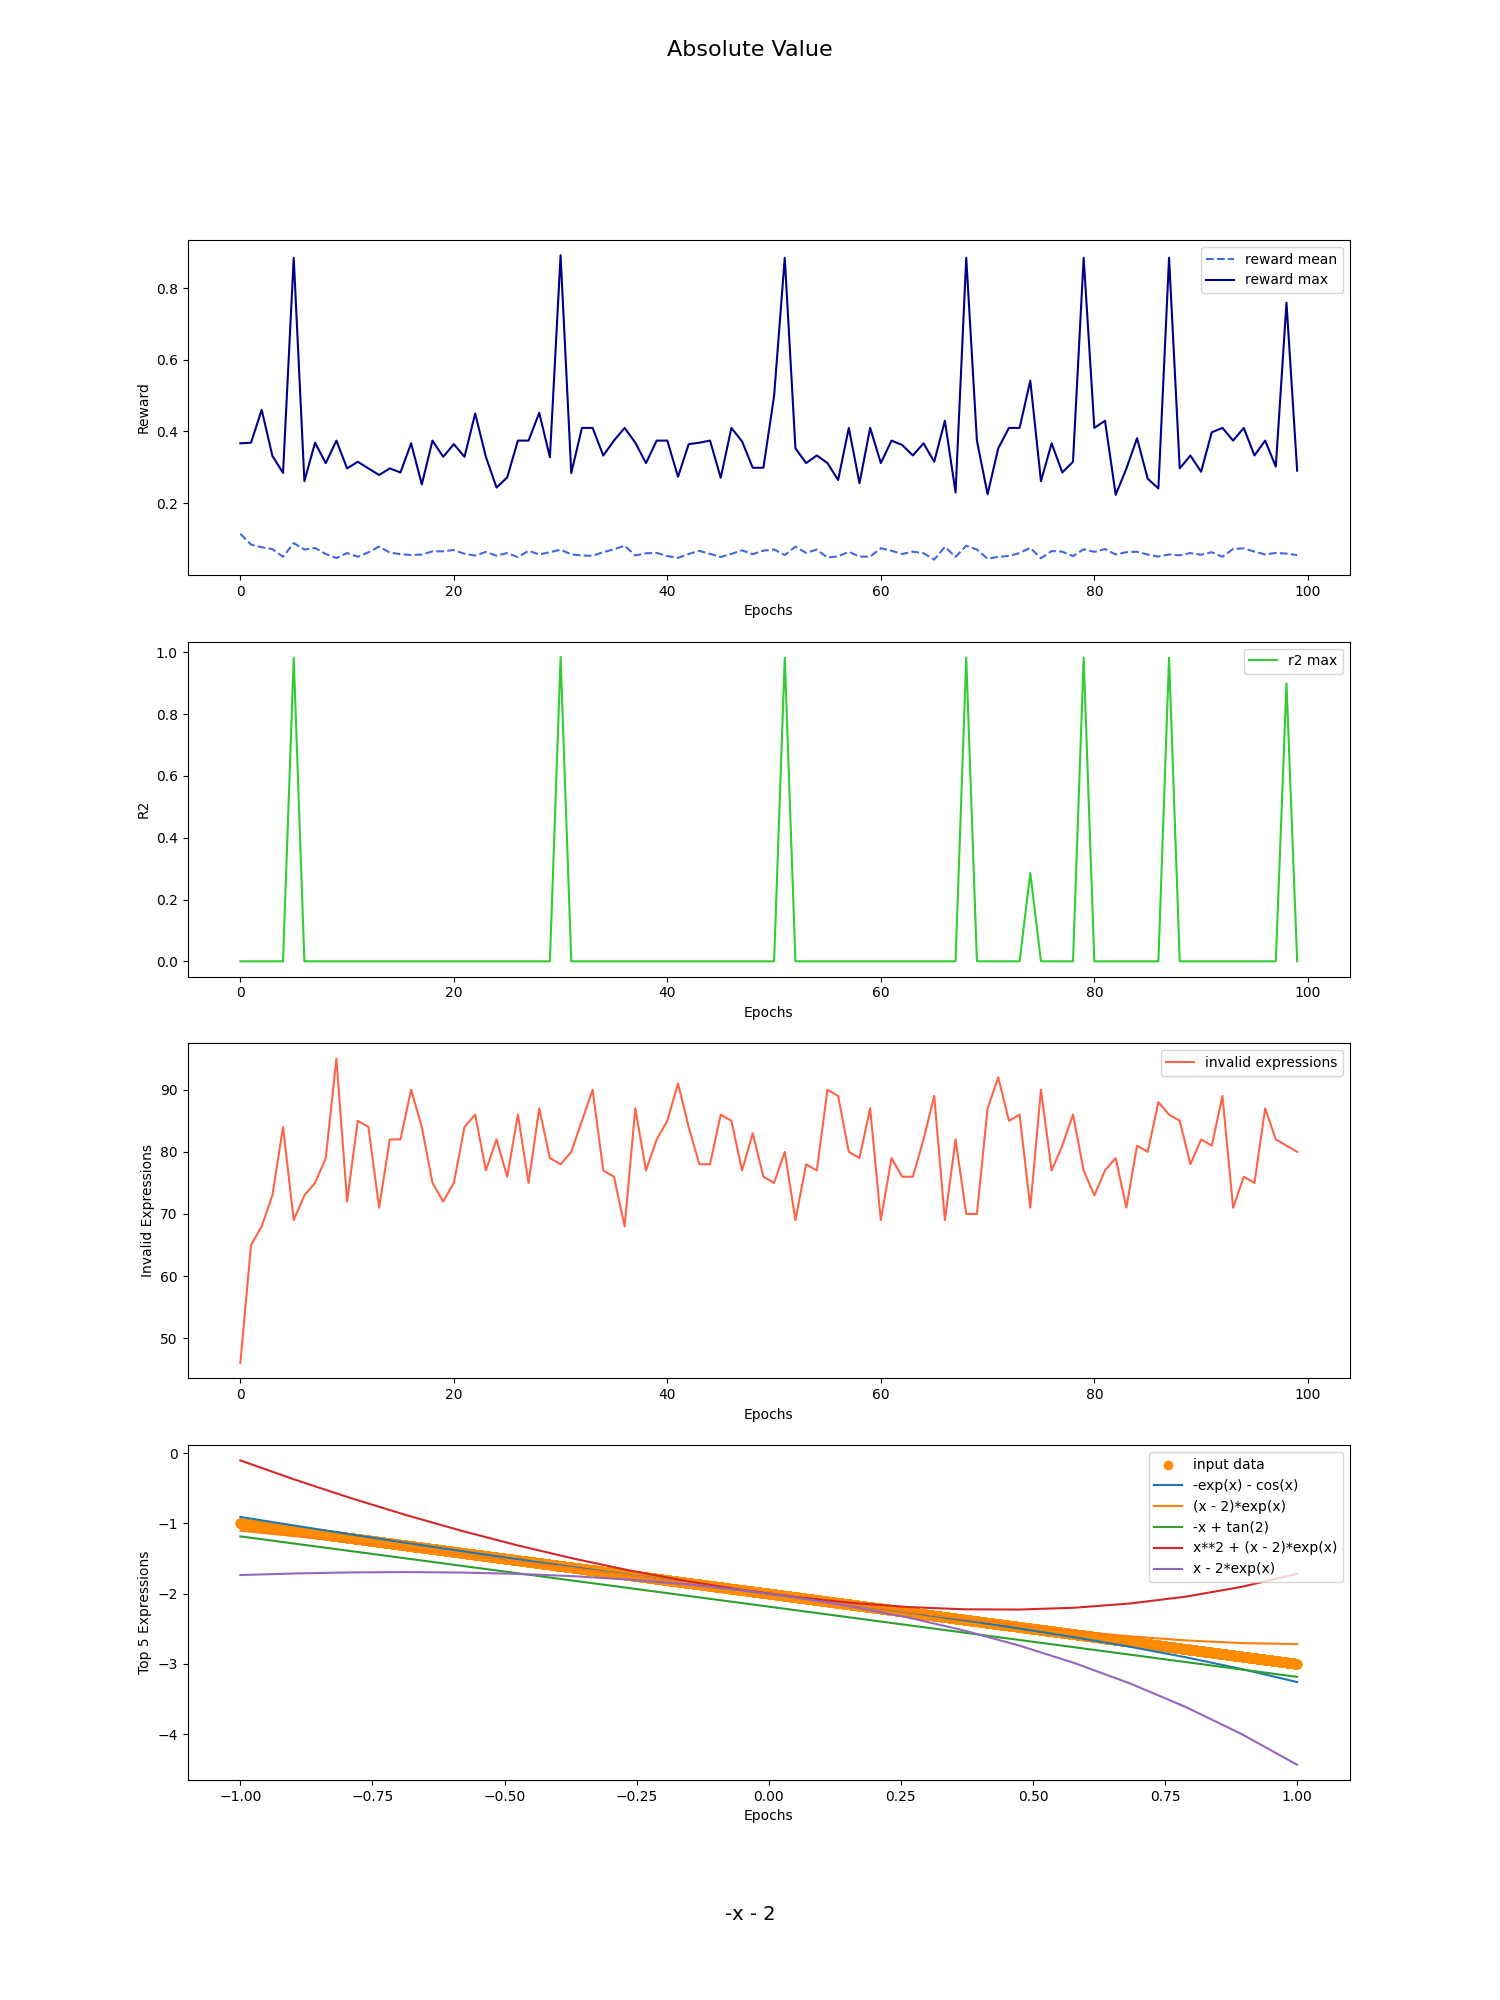 Absolute Value
reward mean
reward max
0.8
0.6
0.4
0.2
Reward
0 20 40 60 80 100
Epochs
r2 max
1.0
0.8
0.6
0.4
0.2
0.0
R2
0 20 40 60 80 100
Epochs
invalid expressions
90
80
70
60
50
Invalid Expressions
0 20 40 60 80 100
Epochs
input data
-exp(x) - cos(x)
(x - 2)*exp(x)
-x + tan(2)
x**2 + (x - 2)*exp(x)
x - 2*exp(x)
0
−1
−2
−3
−4
Top 5 Expressions
−1.00 −0.75 −0.50 −0.25 0.00 0.25 0.50 0.75 1.00
Epochs
-x - 2